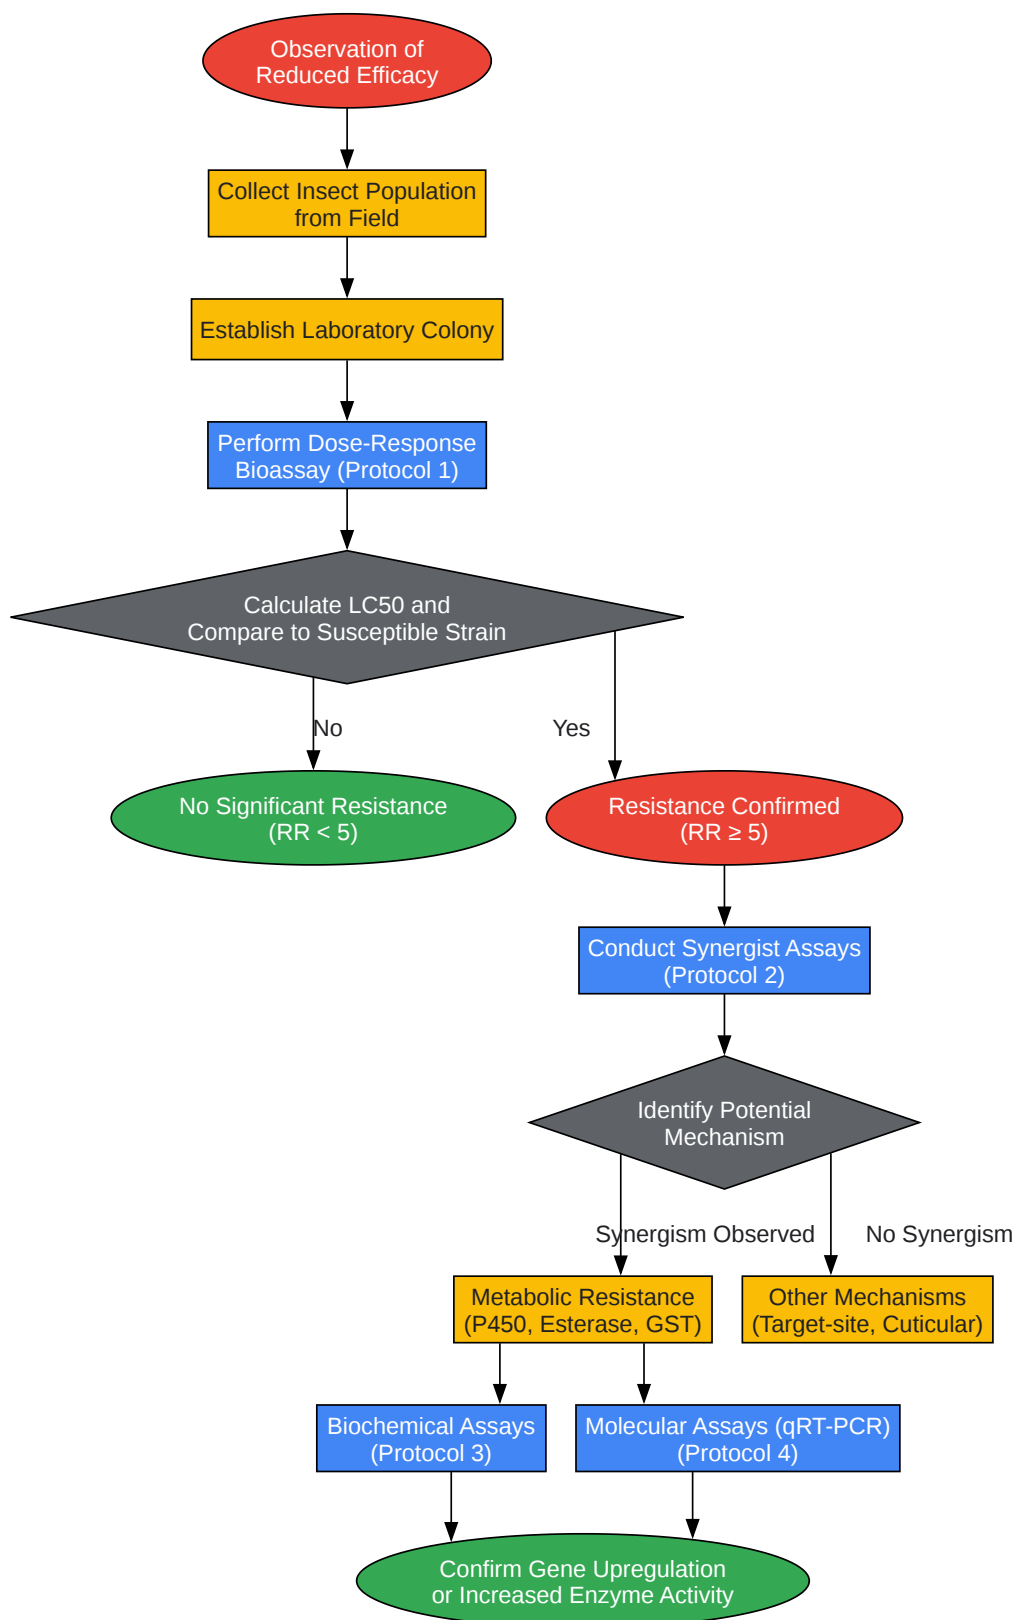 Observation of
Reduced Efficacy
Collect Insect Population
from Field
Establish Laboratory Colony
Perform Dose-Response
Bioassay (Protocol 1)
Calculate LC50 and
Compare to Susceptible Strain
No
Yes
No Significant Resistance
(RR < 5)
Resistance Confirmed
(RR ≥ 5)
Conduct Synergist Assays
(Protocol 2)
Identify Potential
Mechanism
Synergism Observed
No Synergism
Metabolic Resistance
(P450, Esterase, GST)
Other Mechanisms
(Target-site, Cuticular)
Biochemical Assays
(Protocol 3)
Molecular Assays (qRT-PCR)
(Protocol 4)
Confirm Gene Upregulation
or Increased Enzyme Activity